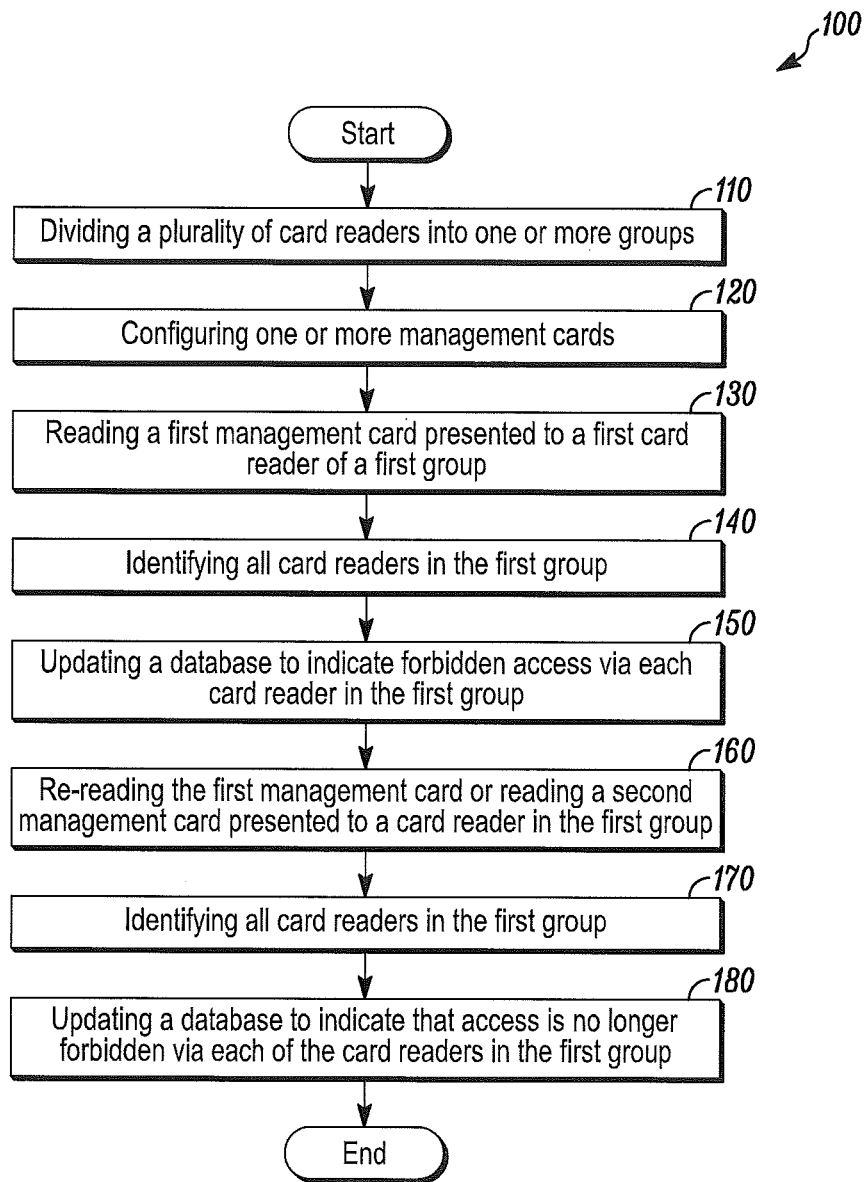 100
Start
110
Dividing a plurality of card readers into one or more groups
120
Configuring one or more management cards
130
Reading a first management card presented to a first card
reader of a first group
140
Identifying all card readers in the first group
150
Updating a database to indicate forbidden access via each
card reader in the first group
160
Re-reading the first management card or reading a second
management card presented to a card reader in the first group
170
Identifying all card readers in the first group
180
Updating a database to indicate that access is no longer
forbidden via each of the card readers in the first group
End